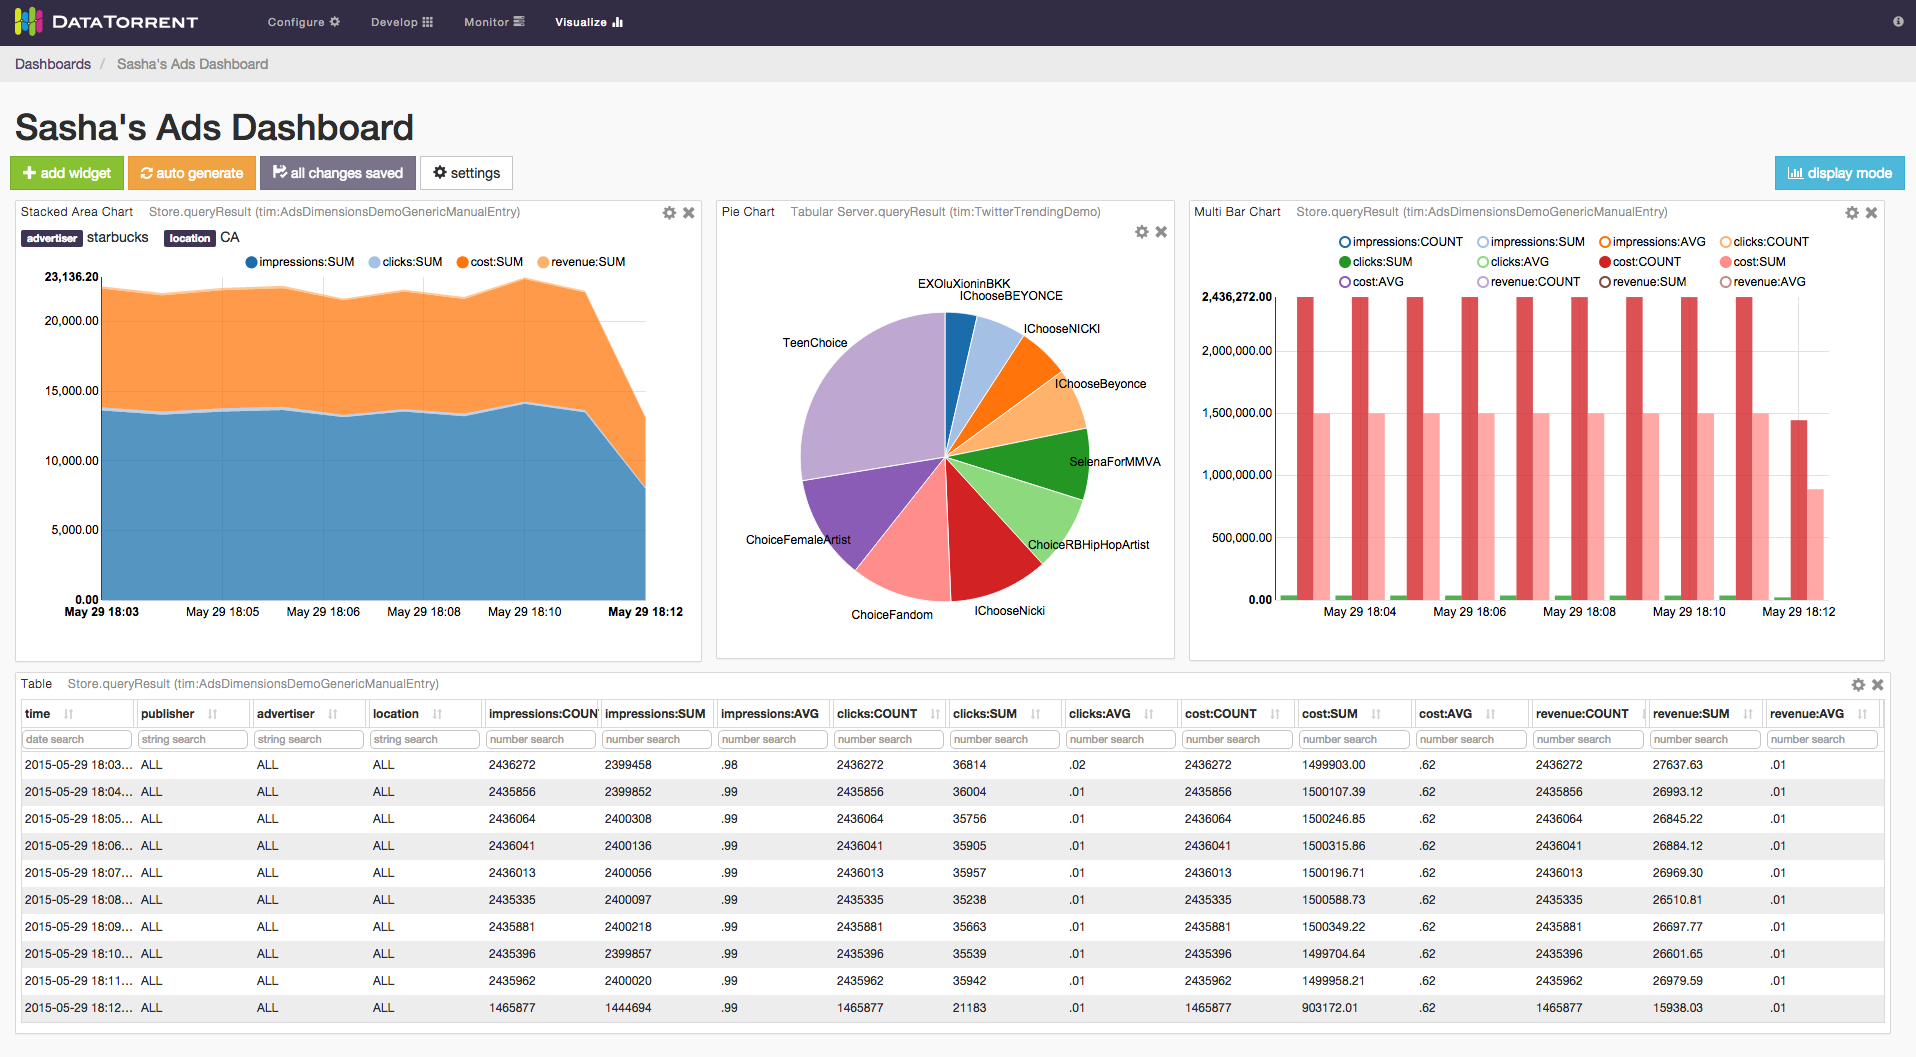 DATATORRENT Configure Develop Monitor Visualize
Dashboards / Sasha's Ads Dashboard
Sasha's Ads Dashboard
add widget auto generate all changes saved settings display mode
Stacked Area Chart Store.queryResult (tim:AdsDimensionsDemoGenericManualEntry)
advertiser starbucks location CA
impressions:SUM clicks:SUM cost:SUM revenue:SUM
23,136.20
20,000.00
15,000.00
10,000.00
5,000.00
0.00
May 29 18:03 May 29 18:05 May 29 18:06 May 29 18:08 May 29 18:10 May 29 18:12
Pie Chart Tabular Server.queryResult (tim:TwitterTrendingDemo)
EXOluXioninBKK
IChooseBEYONCE
IChooseNICKI
TeenChoice
IChooseBeyonce
SelenaForMMVA
ChoiceFemaleArtist
ChoiceRBHipHopArtist
IChooseNicki
ChoiceFandom
Multi Bar Chart Store.queryResult (tim:AdsDimensionsDemoGenericManualEntry)
impressions:COUNT impressions:SUM impressions:AVG clicks:COUNT
clicks:SUM clicks:AVG cost:COUNT cost:SUM
cost:AVG revenue:COUNT revenue:SUM revenue:AVG
2,436,272.00
2,000,000.00
1,500,000.00
1,000,000.00
500,000.00
0.00
May 29 18:04 May 29 18:06 May 29 18:08 May 29 18:10 May 29 18:12
Table Store.queryResult (tim:AdsDimensionsDemoGenericManualEntry)
time publisher advertiser location impressions:COUN impressions:SUM impressions:AVG clicks:COUNT clicks:SUM clicks:AVG cost:COUNT cost:SUM cost:AVG revenue:COUNT revenue:SUM revenue:AVG
date search string search string search string search number search number search number search number search number search number search number search number search number search number search number search number search
2015-05-29 18:03... ALL ALL ALL 2436272 2399458 .98 2436272 36814 .02 2436272 1499903.00 .62 2436272 27637.63 .01
2015-05-29 18:04... ALL ALL ALL 2435856 2399852 .99 2435856 36004 .01 2435856 1500107.39 .62 2435856 26993.12 .01
2015-05-29 18:05... ALL ALL ALL 2436064 2400308 .99 2436064 35756 .01 2436064 1500246.85 .62 2436064 26845.22 .01
2015-05-29 18:06... ALL ALL ALL 2436041 2400136 .99 2436041 35905 .01 2436041 1500315.86 .62 2436041 26884.12 .01
2015-05-29 18:07... ALL ALL ALL 2436013 2400056 .99 2436013 35957 .01 2436013 1500196.71 .62 2436013 26969.30 .01
2015-05-29 18:08... ALL ALL ALL 2435335 2400097 .99 2435335 35238 .01 2435335 1500588.73 .62 2435335 26510.81 .01
2015-05-29 18:09... ALL ALL ALL 2435881 2400218 .99 2435881 35663 .01 2435881 1500349.22 .62 2435881 26697.77 .01
2015-05-29 18:10... ALL ALL ALL 2435396 2399857 .99 2435396 35539 .01 2435396 1499704.64 .62 2435396 26601.65 .01
2015-05-29 18:11... ALL ALL ALL 2435962 2400020 .99 2435962 35942 .01 2435962 1499958.21 .62 2435962 26979.59 .01
2015-05-29 18:12... ALL ALL ALL 1465877 1444694 .99 1465877 21183 .01 1465877 903172.01 .62 1465877 15938.03 .01